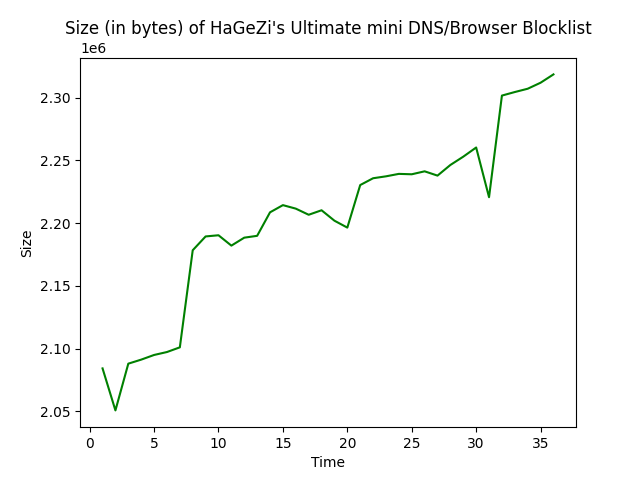 Size (in bytes) of HaGeZi's Ultimate mini DNS/Browser Blocklist
1e6
2.30
2.25
2.20
2.15
2.10
2.05
Size
0 5 10 15 20 25 30 35
Time